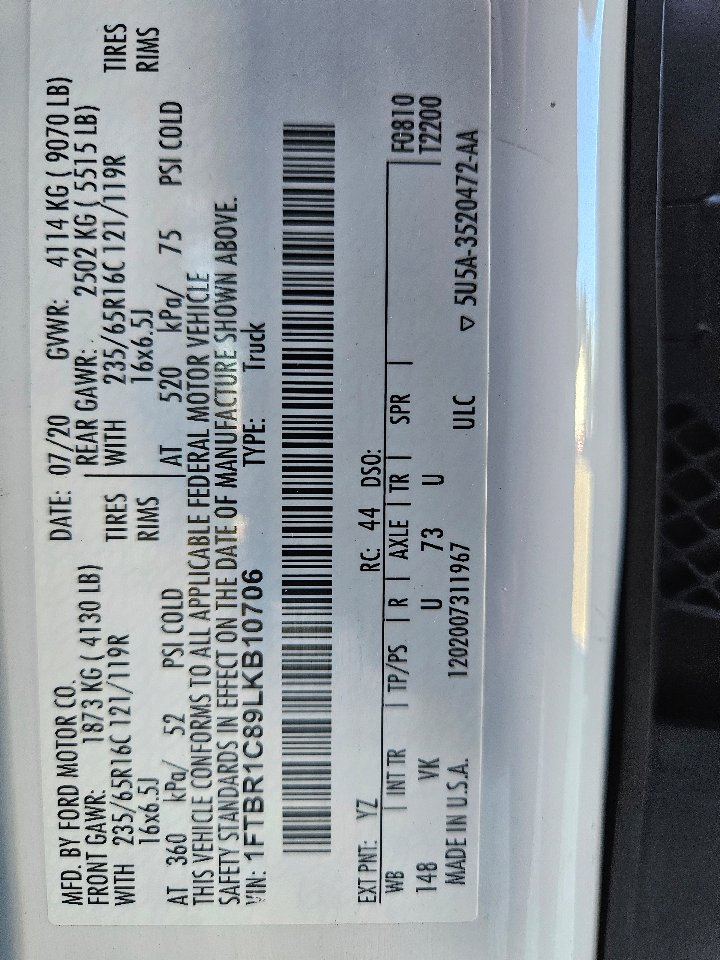 MFD. BY FORD MOTOR CO. DATE: 07/20 GVWR: 4114 KG ( 9070 LB)
FRONT GAWR: 1873 KG ( 4130 LB) REAR GAWR: 2502 KG ( 5515 LB)
WITH 235/65R16C 121/119R TIRES WITH 235/65R16C 121/119R TIRES
16x6.5J RIMS 16x6.5J RIMS
AT 360 kPa/ 52 PSI COLD AT 520 kPa/ 75 PSI COLD
THIS VEHICLE CONFORMS TO ALL APPLICABLE FEDERAL MOTOR VEHICLE
SAFETY STANDARDS IN EFFECT ON THE DATE OF MANUFACTURE SHOWN ABOVE.
VIN: 1FTBR1C89LKB10706 TYPE: Truck
EXT PNT: YZ RC: 44 DSO:
WB INT TR TP/PS R AXLE TR SPR F0810
148 VK U 73 U T2200
MADE IN U.S.A. 1202007311967 ULC ▽ 5U5A-3520472-AA